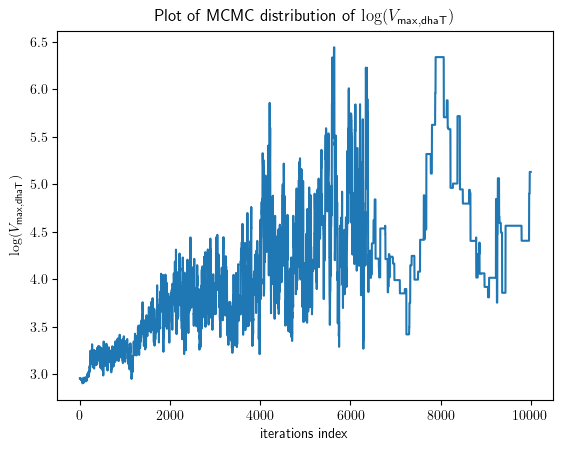 Plot of MCMC distribution of log(V_max,dhaT)
log(V_max,dhaT)
6.5
6.0
5.5
5.0
4.5
4.0
3.5
3.0
0 2000 4000 6000 8000 10000
iterations index